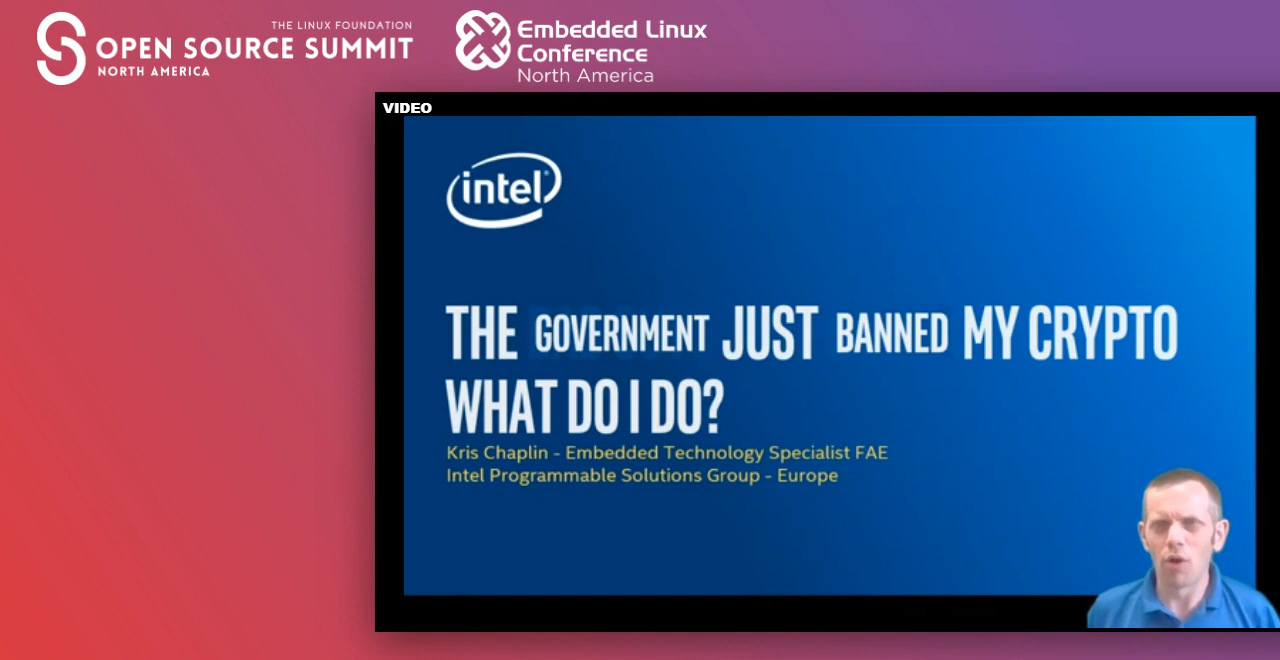 THE LINUX FOUNDATION
OPEN SOURCE SUMMIT
NORTH AMERICA
Embedded Linux
Conference
North America
VIDEO
intel
THE GOVERNMENT JUST BANNED MY CRYPTO
WHAT DO I DO?
Kris Chaplin - Embedded Technology Specialist FAE
Intel Programmable Solutions Group - Europe